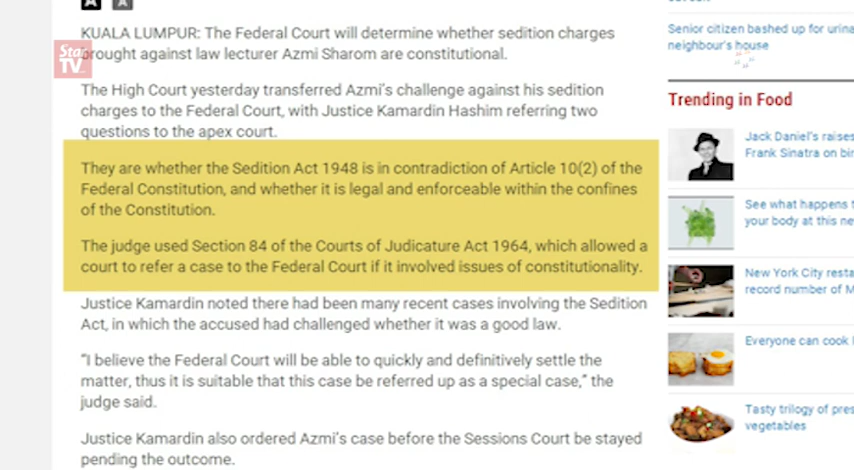 A A
KUALA LUMPUR: The Federal Court will determine whether sedition charges
brought against law lecturer Azmi Sharom are constitutional.
Star
TV
The High Court yesterday transferred Azmi's challenge against his sedition
charges to the Federal Court, with Justice Kamardin Hashim referring two
questions to the apex court.
They are whether the Sedition Act 1948 is in contradiction of Article 10(2) of the
Federal Constitution, and whether it is legal and enforceable within the confines
of the Constitution.
The judge used Section 84 of the Courts of Judicature Act 1964, which allowed a
court to refer a case to the Federal Court if it involved issues of constitutionality.
Justice Kamardin noted there had been many recent cases involving the Sedition
Act, in which the accused had challenged whether it was a good law.
“I believe the Federal Court will be able to quickly and definitively settle the
matter, thus it is suitable that this case be referred up as a special case,” the
judge said.
Justice Kamardin also ordered Azmi's case before the Sessions Court be stayed
pending the outcome.
Senior citizen bashed up for urina
neighbour's house
Trending in Food
Jack Daniel's raises
Frank Sinatra on bir
See what happens t
your body at this ne
New York City resta
record number of M
Everyone can cook l
Tasty trilogy of pres
vegetables